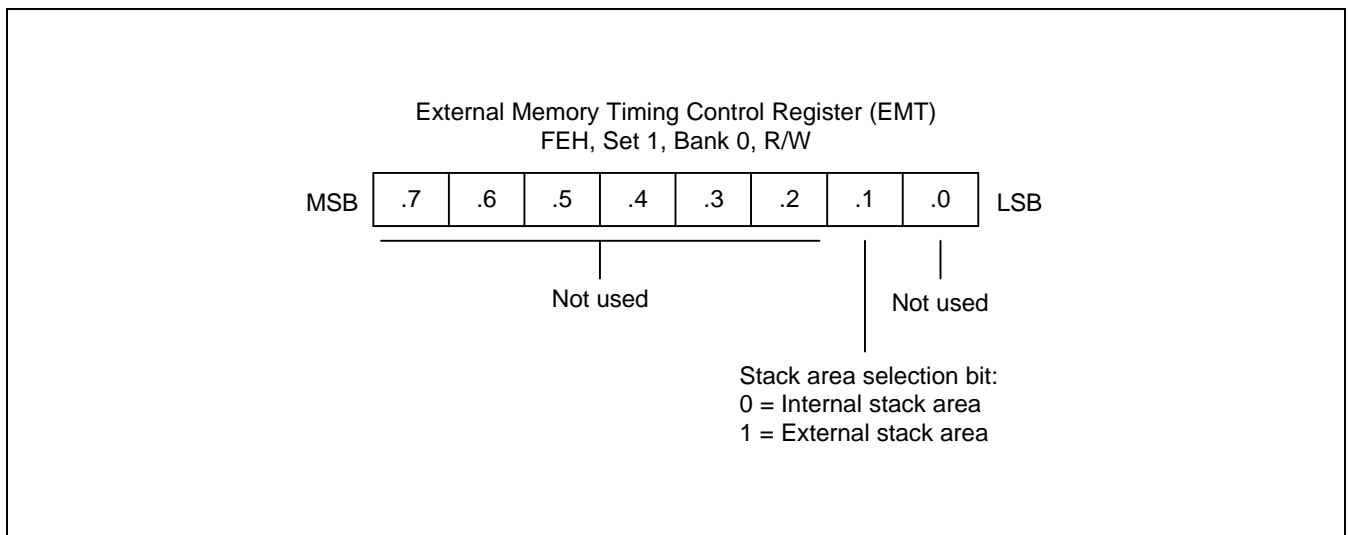 External Memory Timing Control Register (EMT)
FEH, Set 1, Bank 0, R/W
MSB .7 .6 .5 .4 .3 .2 .1 .0 LSB
Not used
Not used
Stack area selection bit:
0 = Internal stack area
1 = External stack area